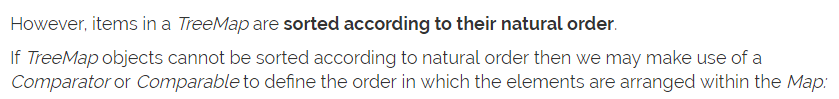 However, items in a TreeMap are sorted according to their natural order.
If TreeMap objects cannot be sorted according to natural order then we may make use of a
Comparator or Comparable to define the order in which the elements are arranged within the Map: